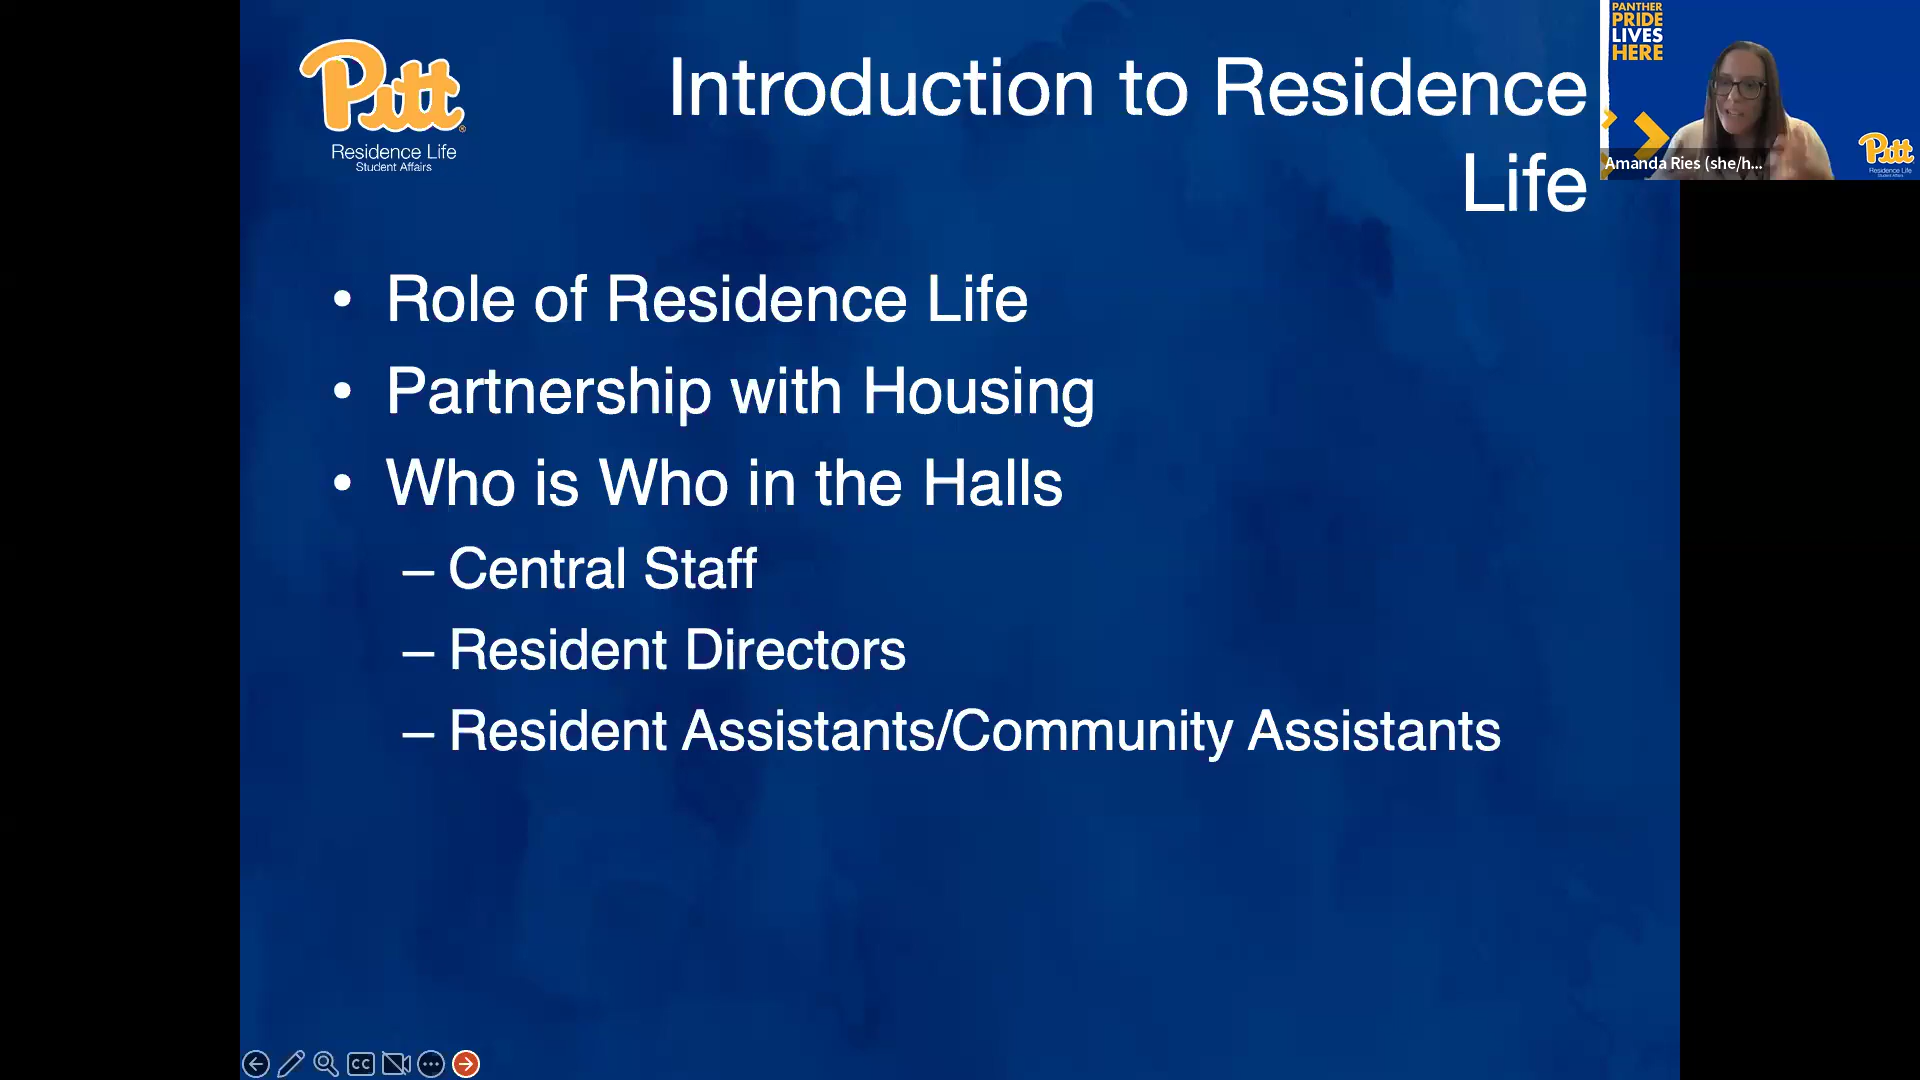 Pitt
Residence Life
Student Affairs
Introduction to Residence
Life
• Role of Residence Life
• Partnership with Housing
• Who is Who in the Halls
– Central Staff
– Resident Directors
– Resident Assistants/Community Assistants
PANTHER
PRIDE
LIVES
HERE
Amanda Ries (she/h...
Pitt
Residence Life
CC